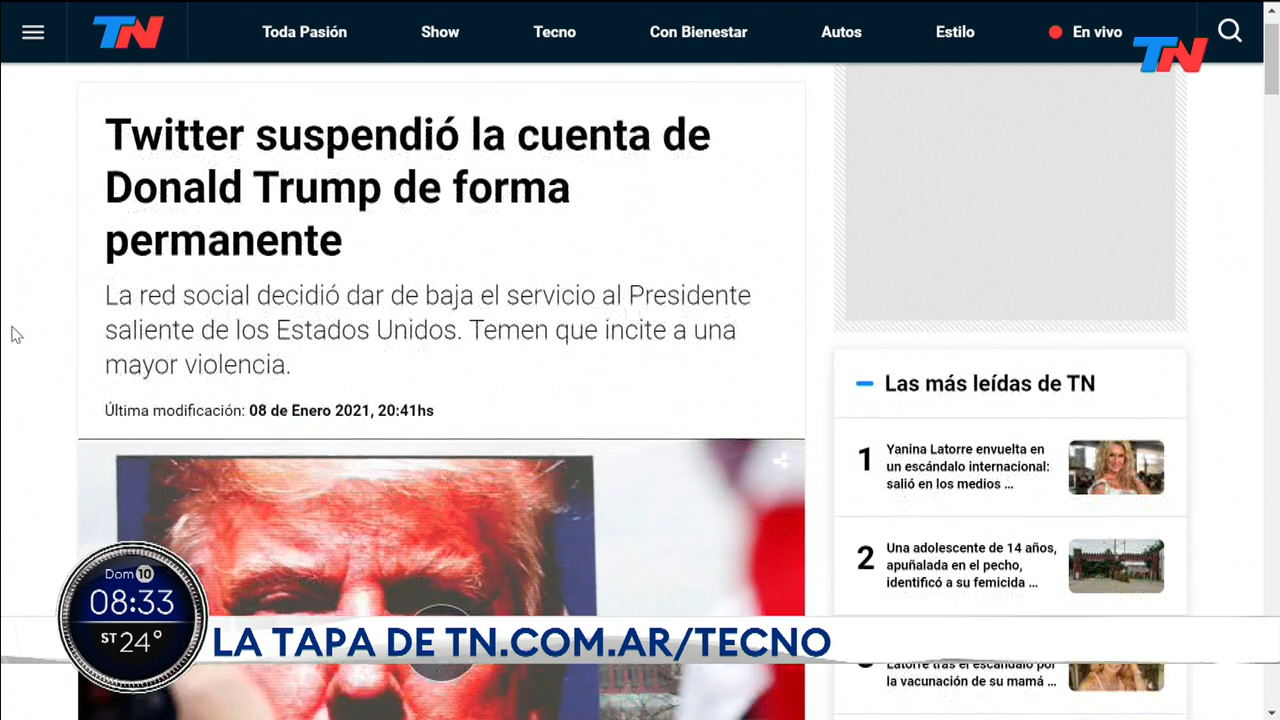 TN
Toda Pasión
Show
Tecno
Con Bienestar
Autos
Estilo
En vivo
TN
Twitter suspendió la cuenta de
Donald Trump de forma
permanente
La red social decidió dar de baja el servicio al Presidente
saliente de los Estados Unidos. Temen que incite a una
mayor violencia.
Última modificación: 08 de Enero 2021, 20:41hs
Las más leídas de TN
1
Yanina Latorre envuelta en
un escándalo internacional:
salió en los medios ...
2
Una adolescente de 14 años,
apuñalada en el pecho,
identificó a su femicida ...
Latorre tras el escándalo por
la vacunación de su mamá ...
Dom 10
08:33
ST 24°
LA TAPA DE TN.COM.AR/TECNO